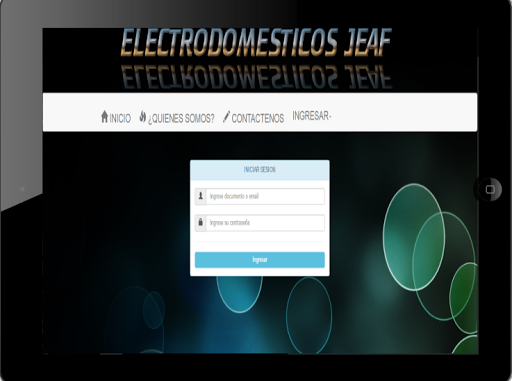 ELECTRODOMESTICOS JEAF
INICIO ¿QUIENES SOMOS? CONTACTENOS INGRESAR-
INICIAR SESION
Ingrese documento o email
Ingrese su contraseña
Ingresar